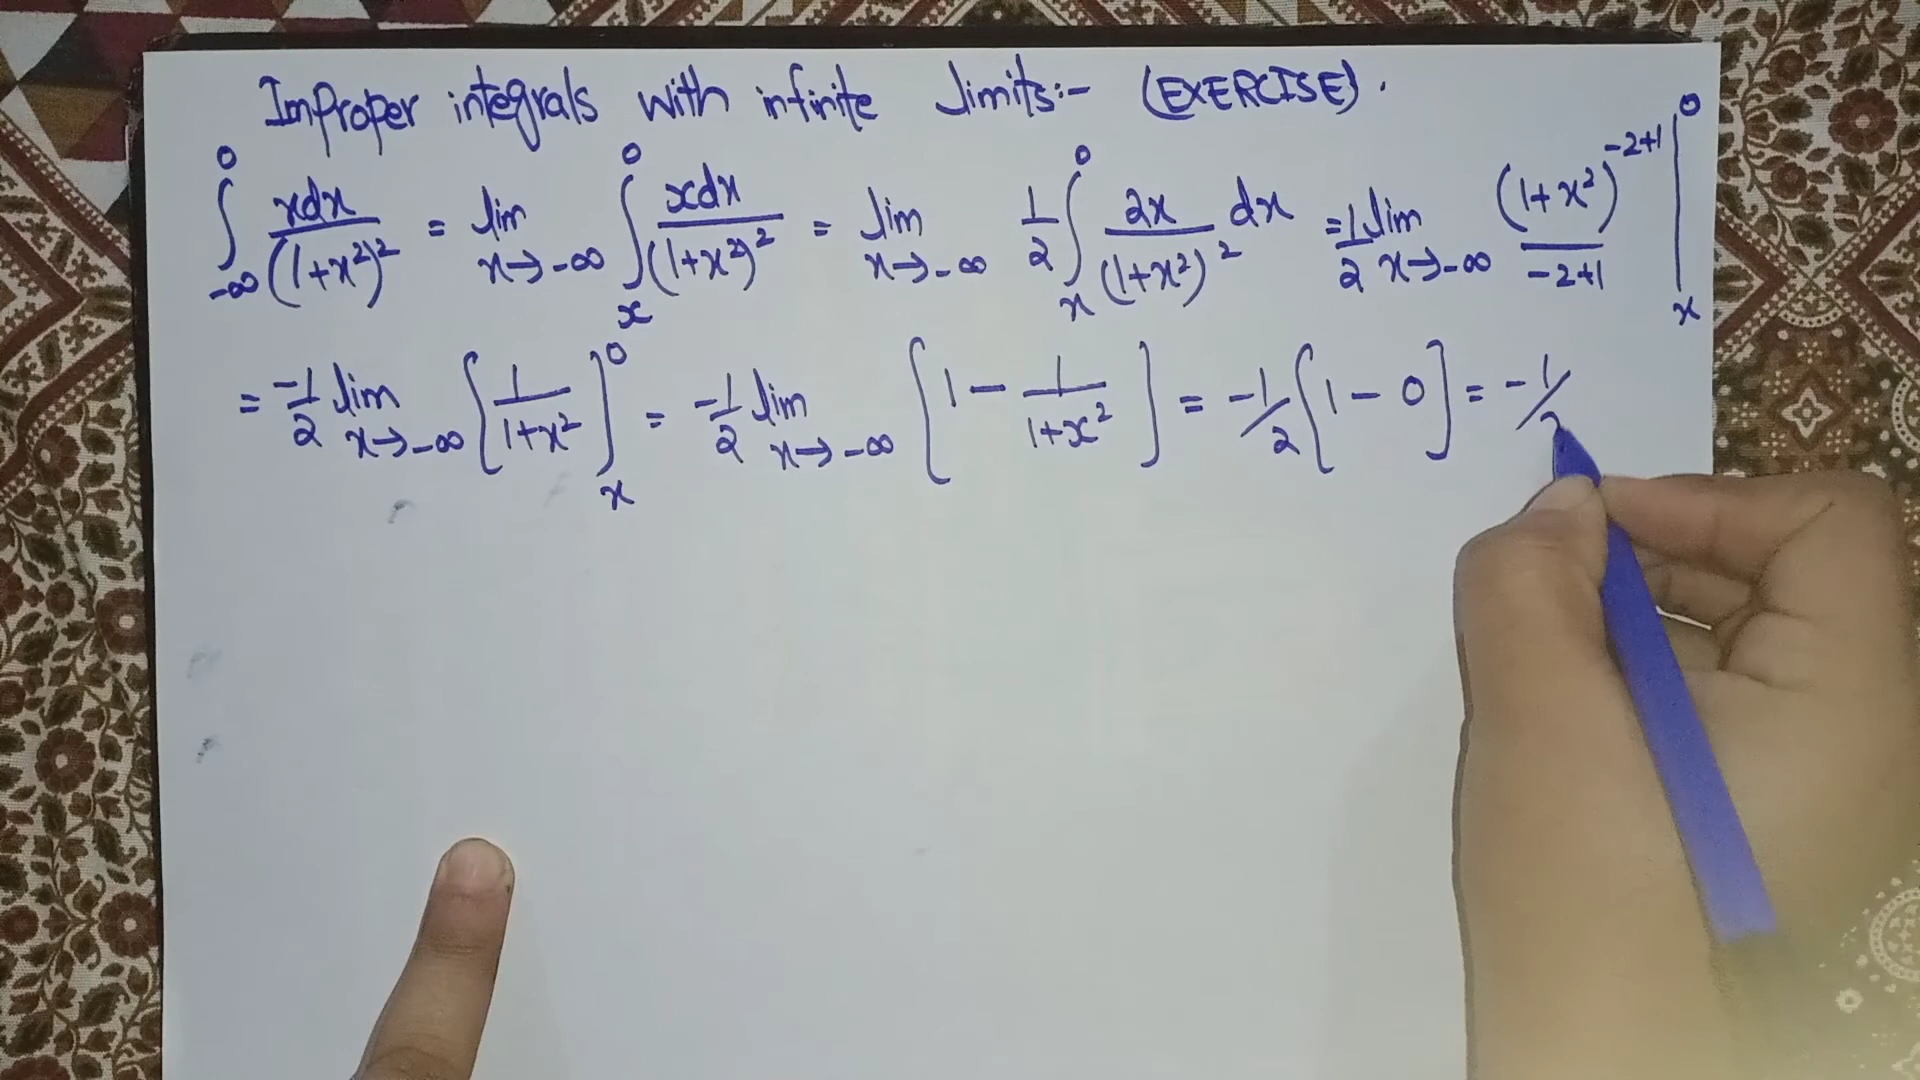 Improper integrals with infinite limits:- (EXERCISE).
∫_{-∞}^{0} xdx/(1+x²)² = lim_{x→-∞} ∫_{x}^{0} xdx/(1+x²)² = lim_{x→-∞} 1/2 ∫_{x}^{0} 2x/(1+x²)² dx = 1/2 lim_{x→-∞} (1+x²)^{-2+1}/(-2+1) |_{x}^{0}
= -1/2 lim_{x→-∞} [1/(1+x²)]_{x}^{0} = -1/2 lim_{x→-∞} [1 - 1/(1+x²)] = -1/2 [1 - 0] = -1/2